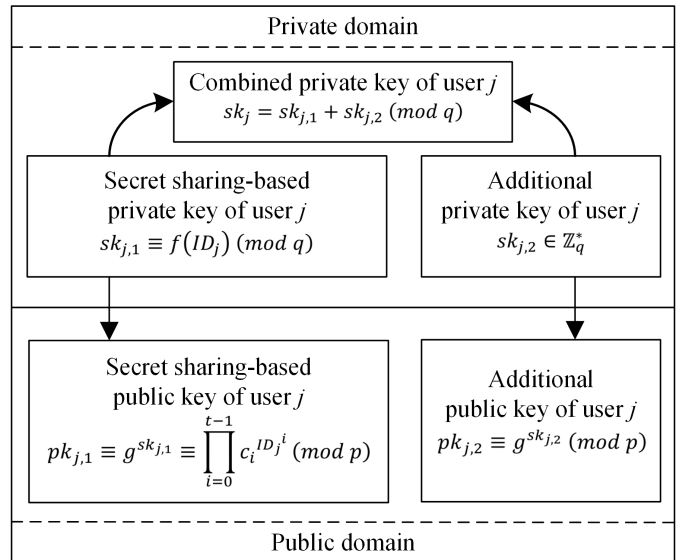 Private domain
Combined private key of user j
sk_j = sk_{j,1} + sk_{j,2} (mod q)
Secret sharing-based
private key of user j
sk_{j,1} ≡ f(ID_j) (mod q)
Additional
private key of user j
sk_{j,2} ∈ ℤ_q^*
Secret sharing-based
public key of user j
pk_{j,1} ≡ g^{sk_{j,1}} ≡ ∏_{i=0}^{t−1} c_i^{ID_j^i} (mod p)
Additional
public key of user j
pk_{j,2} ≡ g^{sk_{j,2}} (mod p)
Public domain